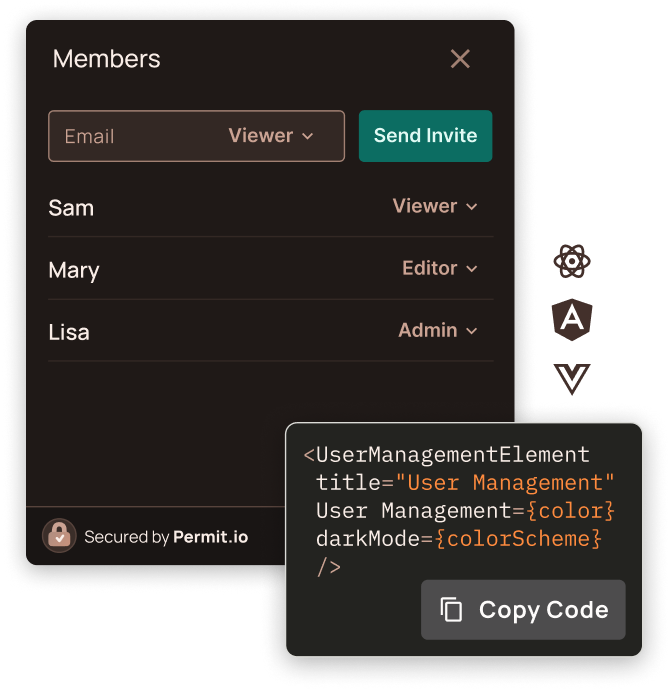 Members
Email Viewer Send Invite
Sam Viewer
Mary Editor
Lisa Admin
Secured by Permit.io
<UserManagementElement
title="User Management"
User Management={color}
darkMode={colorScheme}
/>
Copy Code